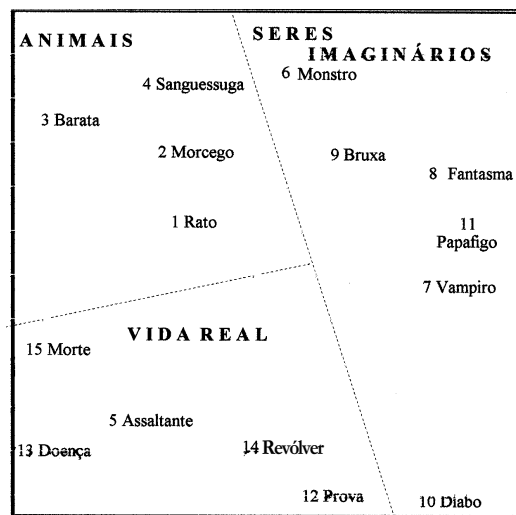 ANIMAIS
SERES
IMAGINÁRIOS
6 Monstro
4 Sanguessuga
3 Barata
2 Morcego
9 Bruxa
8 Fantasma
1 Rato
11
Papafigo
7 Vampiro
VIDA REAL
15 Morte
5 Assaltante
13 Doença
14 Revólver
12 Prova
10 Diabo